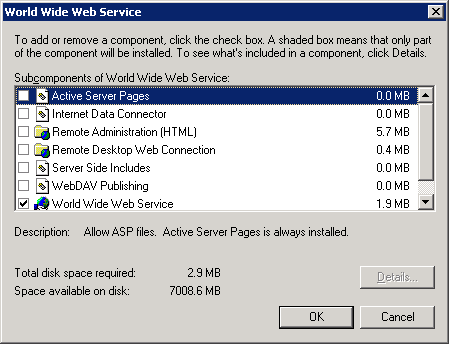 World Wide Web Service
To add or remove a component, click the check box. A shaded box means that only part
of the component will be installed. To see what's included in a component, click Details.
Subcomponents of World Wide Web Service:
Active Server Pages 0.0 MB
Internet Data Connector 0.0 MB
Remote Administration (HTML) 5.7 MB
Remote Desktop Web Connection 0.4 MB
Server Side Includes 0.0 MB
WebDAV Publishing 0.0 MB
World Wide Web Service 1.9 MB
Description: Allow ASP files. Active Server Pages is always installed.
Total disk space required: 2.9 MB
Space available on disk: 7008.6 MB
Details...
OK Cancel